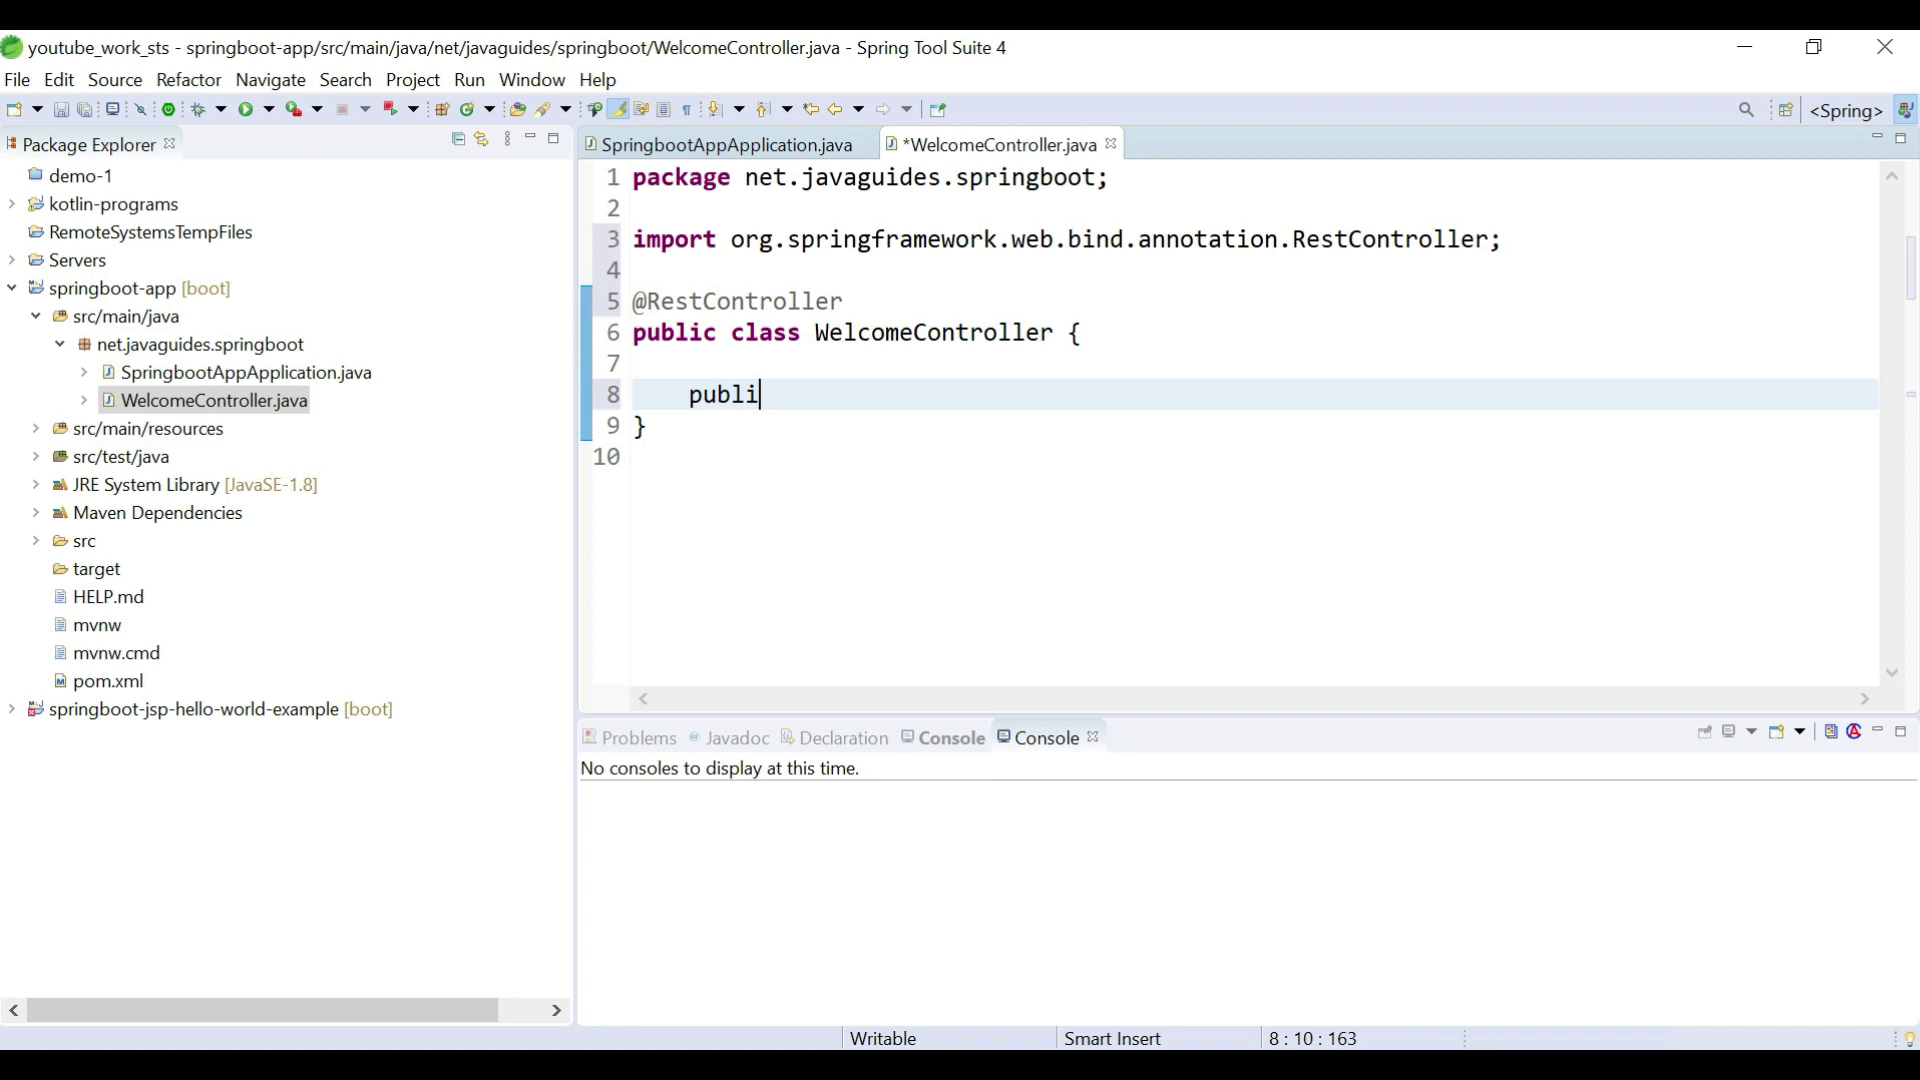 youtube_work_sts - springboot-app/src/main/java/net/javaguides/springboot/WelcomeController.java - Spring Tool Suite 4
File Edit Source Refactor Navigate Search Project Run Window Help
<Spring>
Package Explorer
demo-1
kotlin-programs
RemoteSystemsTempFiles
Servers
springboot-app [boot]
src/main/java
net.javaguides.springboot
SpringbootAppApplication.java
WelcomeController.java
src/main/resources
src/test/java
JRE System Library [JavaSE-1.8]
Maven Dependencies
src
target
HELP.md
mvnw
mvnw.cmd
pom.xml
springboot-jsp-hello-world-example [boot]
SpringbootAppApplication.java *WelcomeController.java
1 package net.javaguides.springboot;
2
3 import org.springframework.web.bind.annotation.RestController;
4
5 @RestController
6 public class WelcomeController {
7
8 publi
9 }
10
Problems Javadoc Declaration Console Console
No consoles to display at this time.
Writable Smart Insert 8 : 10 : 163